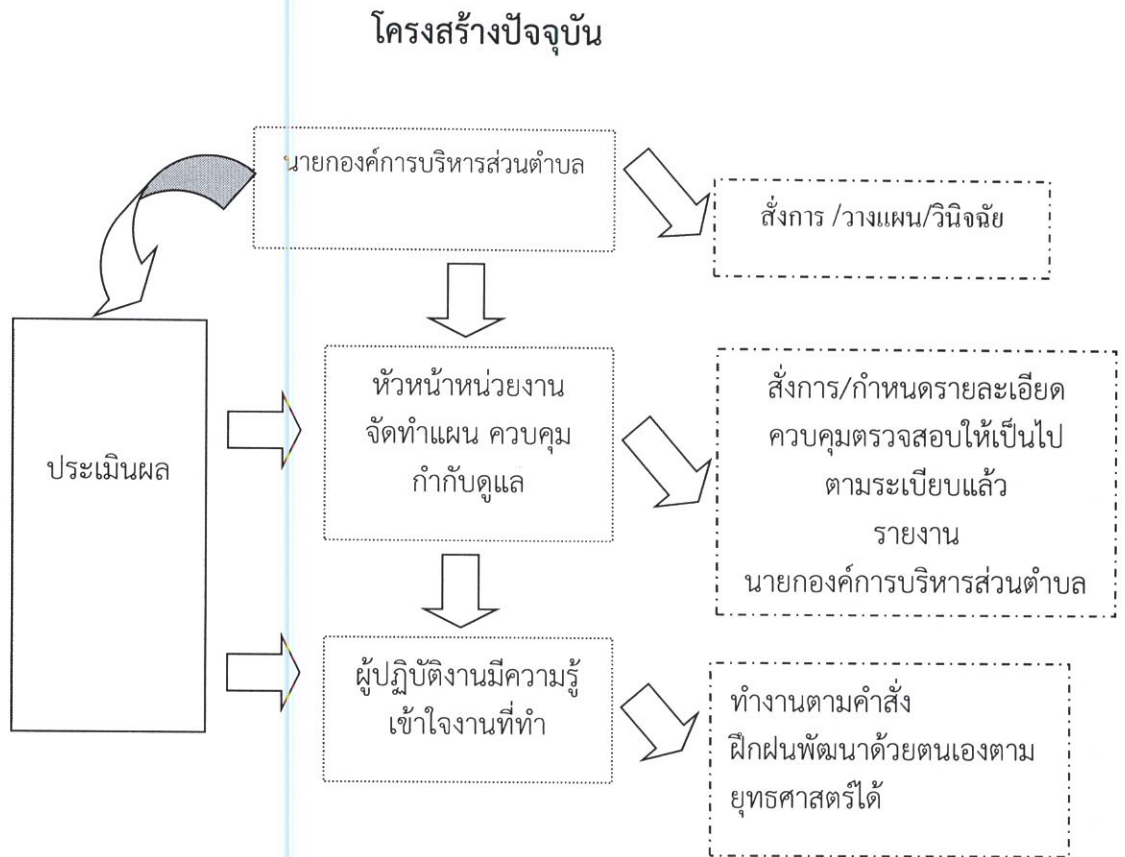 โครงสร้างปัจจุบัน
นายกองค์การบริหารส่วนตำบล
สั่งการ /วางแผน/วินิจฉัย
ประเมินผล
หัวหน้าหน่วยงาน
จัดทำแผน ควบคุม
กำกับดูแล
สั่งการ/กำหนดรายละเอียด
ควบคุมตรวจสอบให้เป็นไป
ตามระเบียบแล้ว
รายงาน
นายกองค์การบริหารส่วนตำบล
ผู้ปฏิบัติงานมีความรู้
เข้าใจงานที่ทำ
ทำงานตามคำสั่ง
ฝึกฝนพัฒนาด้วยตนเองตาม
ยุทธศาสตร์ได้